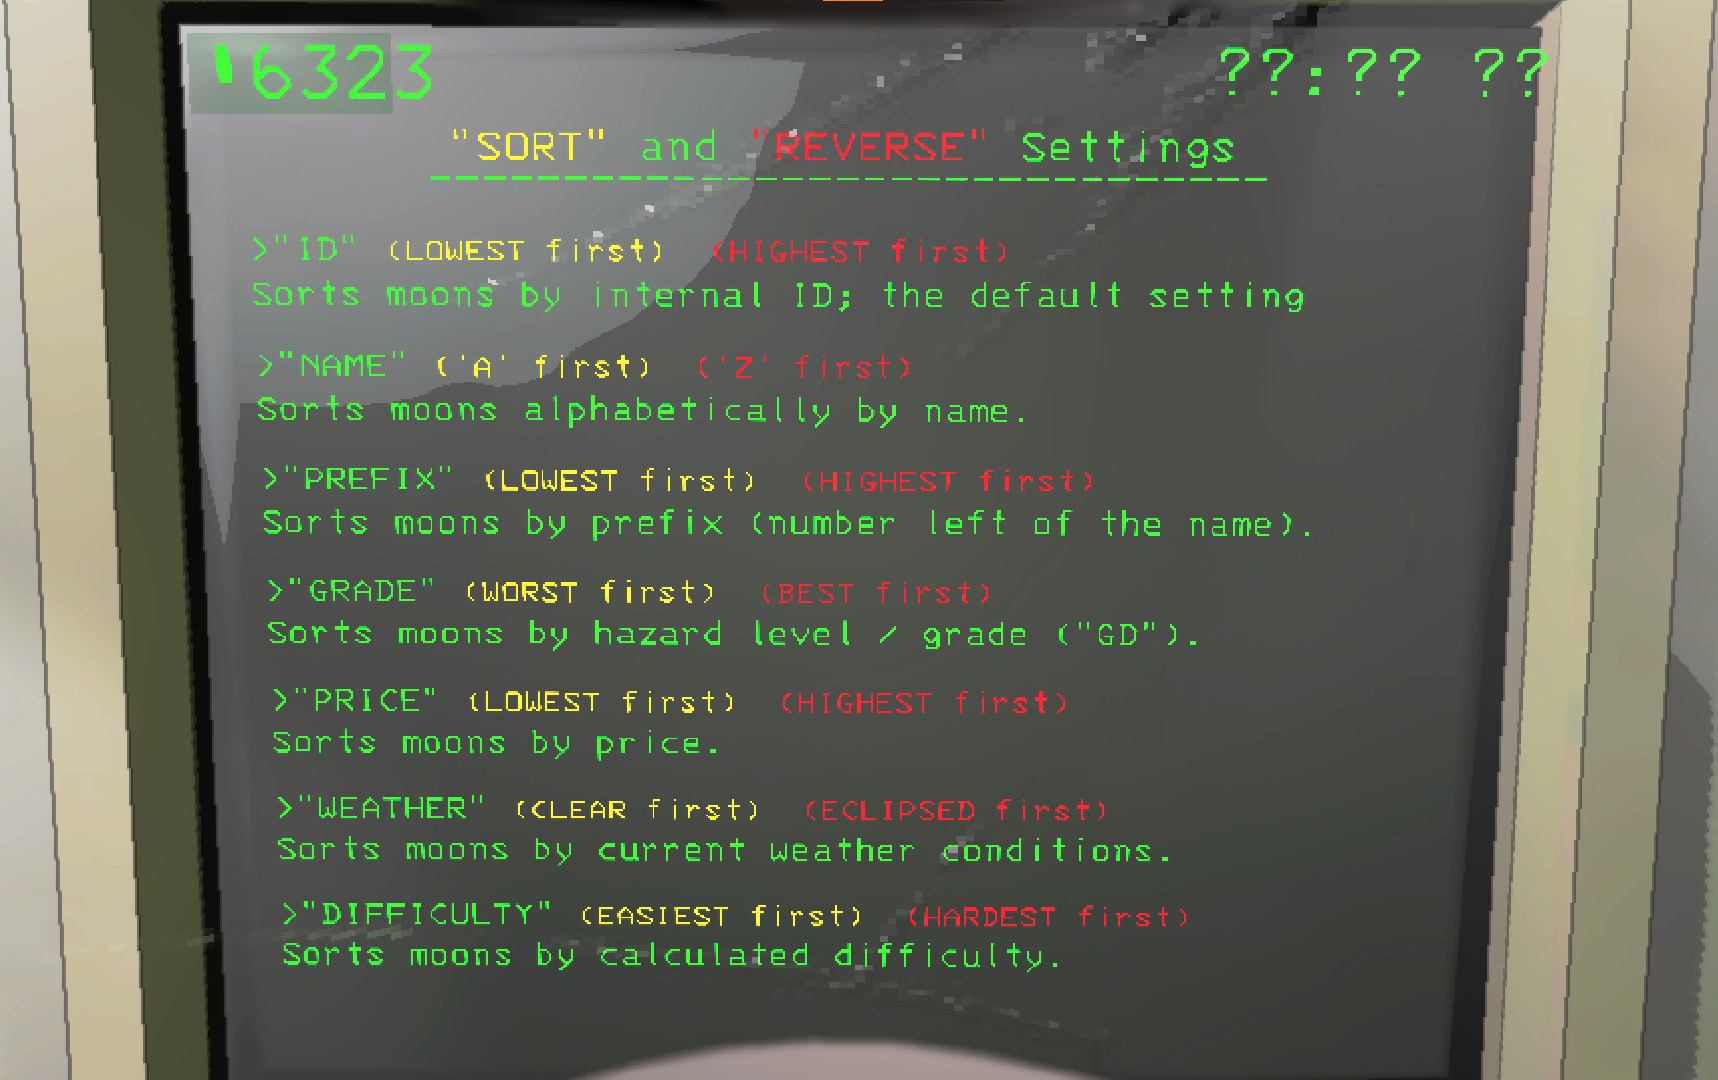 6323
??:?? ??
"SORT" and "REVERSE" Settings
---------------------------------
>"ID" (LOWEST first) (HIGHEST first)
Sorts moons by internal ID; the default setting
>"NAME" ('A' first) ('Z' first)
Sorts moons alphabetically by name.
>"PREFIX" (LOWEST first) (HIGHEST first)
Sorts moons by prefix (number left of the name).
>"GRADE" (WORST first) (BEST first)
Sorts moons by hazard level / grade ("GD").
>"PRICE" (LOWEST first) (HIGHEST first)
Sorts moons by price.
>"WEATHER" (CLEAR first) (ECLIPSED first)
Sorts moons by current weather conditions.
>"DIFFICULTY" (EASIEST first) (HARDEST first)
Sorts moons by calculated difficulty.